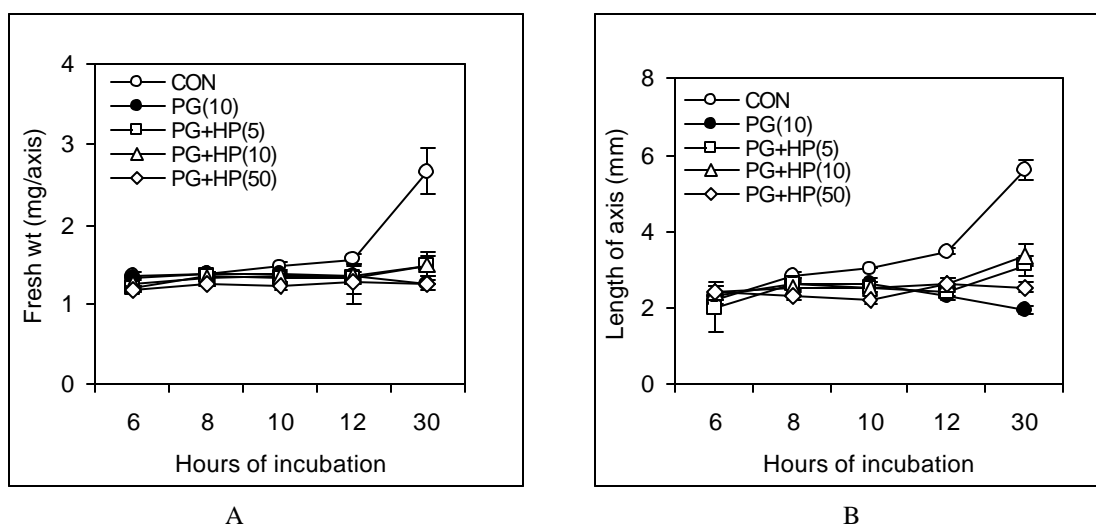 4
3
2
1
0
Fresh wt (mg/axis)
CON
PG(10)
PG+HP(5)
PG+HP(10)
PG+HP(50)
6 8 10 12 30
Hours of incubation
A
8
6
4
2
0
Length of axis (mm)
CON
PG(10)
PG+HP(5)
PG+HP(10)
PG+HP(50)
6 8 10 12 30
Hours of incubation
B